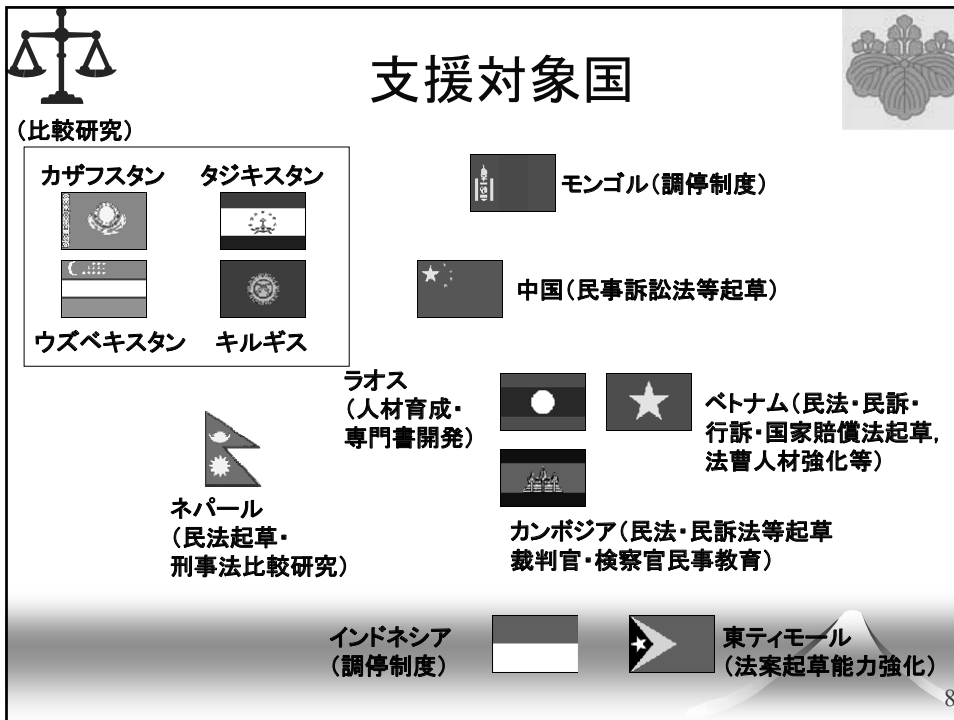 支援対象国
（比較研究）
カザフスタン
タジキスタン
ウズベキスタン
キルギス
モンゴル（調停制度）
中国（民事訴訟法等起草）
ラオス
（人材育成・
専門書開発）
ベトナム（民法・民訴・
行訴・国家賠償法起草，
法曹人材強化等）
ネパール
（民法起草・
刑事法比較研究）
カンボジア（民法・民訴法等起草
裁判官・検察官民事教育）
インドネシア
（調停制度）
東ティモール
（法案起草能力強化）
8